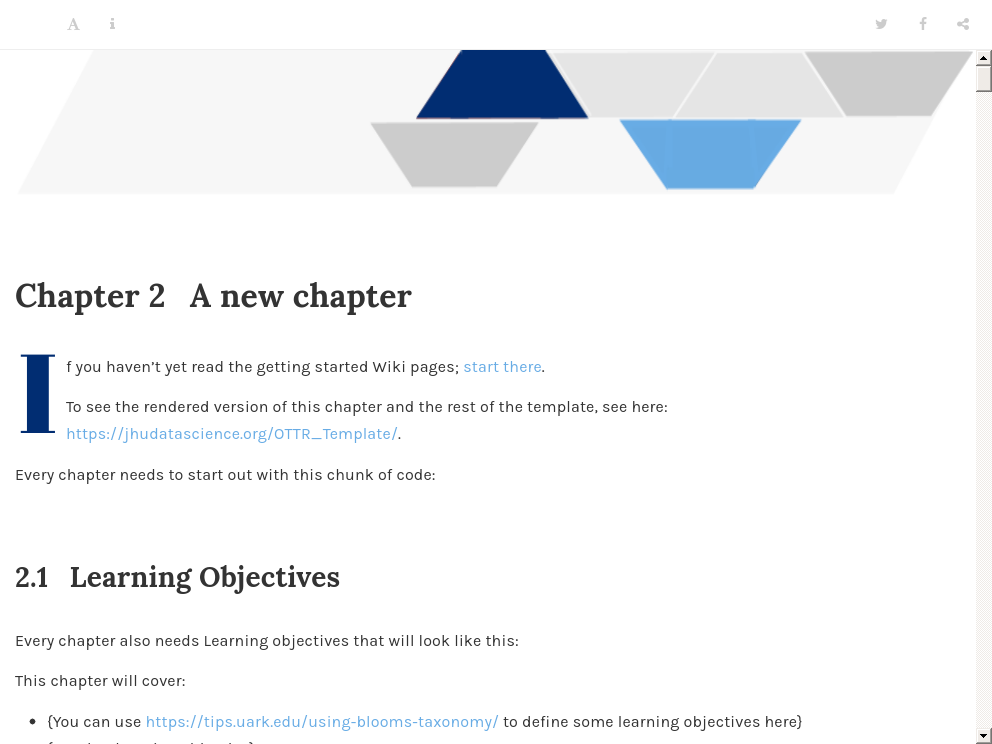 Chapter 2 A new chapter
If you haven’t yet read the getting started Wiki pages; start there.
To see the rendered version of this chapter and the rest of the template, see here:
https://jhudatascience.org/OTTR_Template/.
Every chapter needs to start out with this chunk of code:
2.1 Learning Objectives
Every chapter also needs Learning objectives that will look like this:
This chapter will cover:
• {You can use https://tips.uark.edu/using-blooms-taxonomy/ to define some learning objectives here}